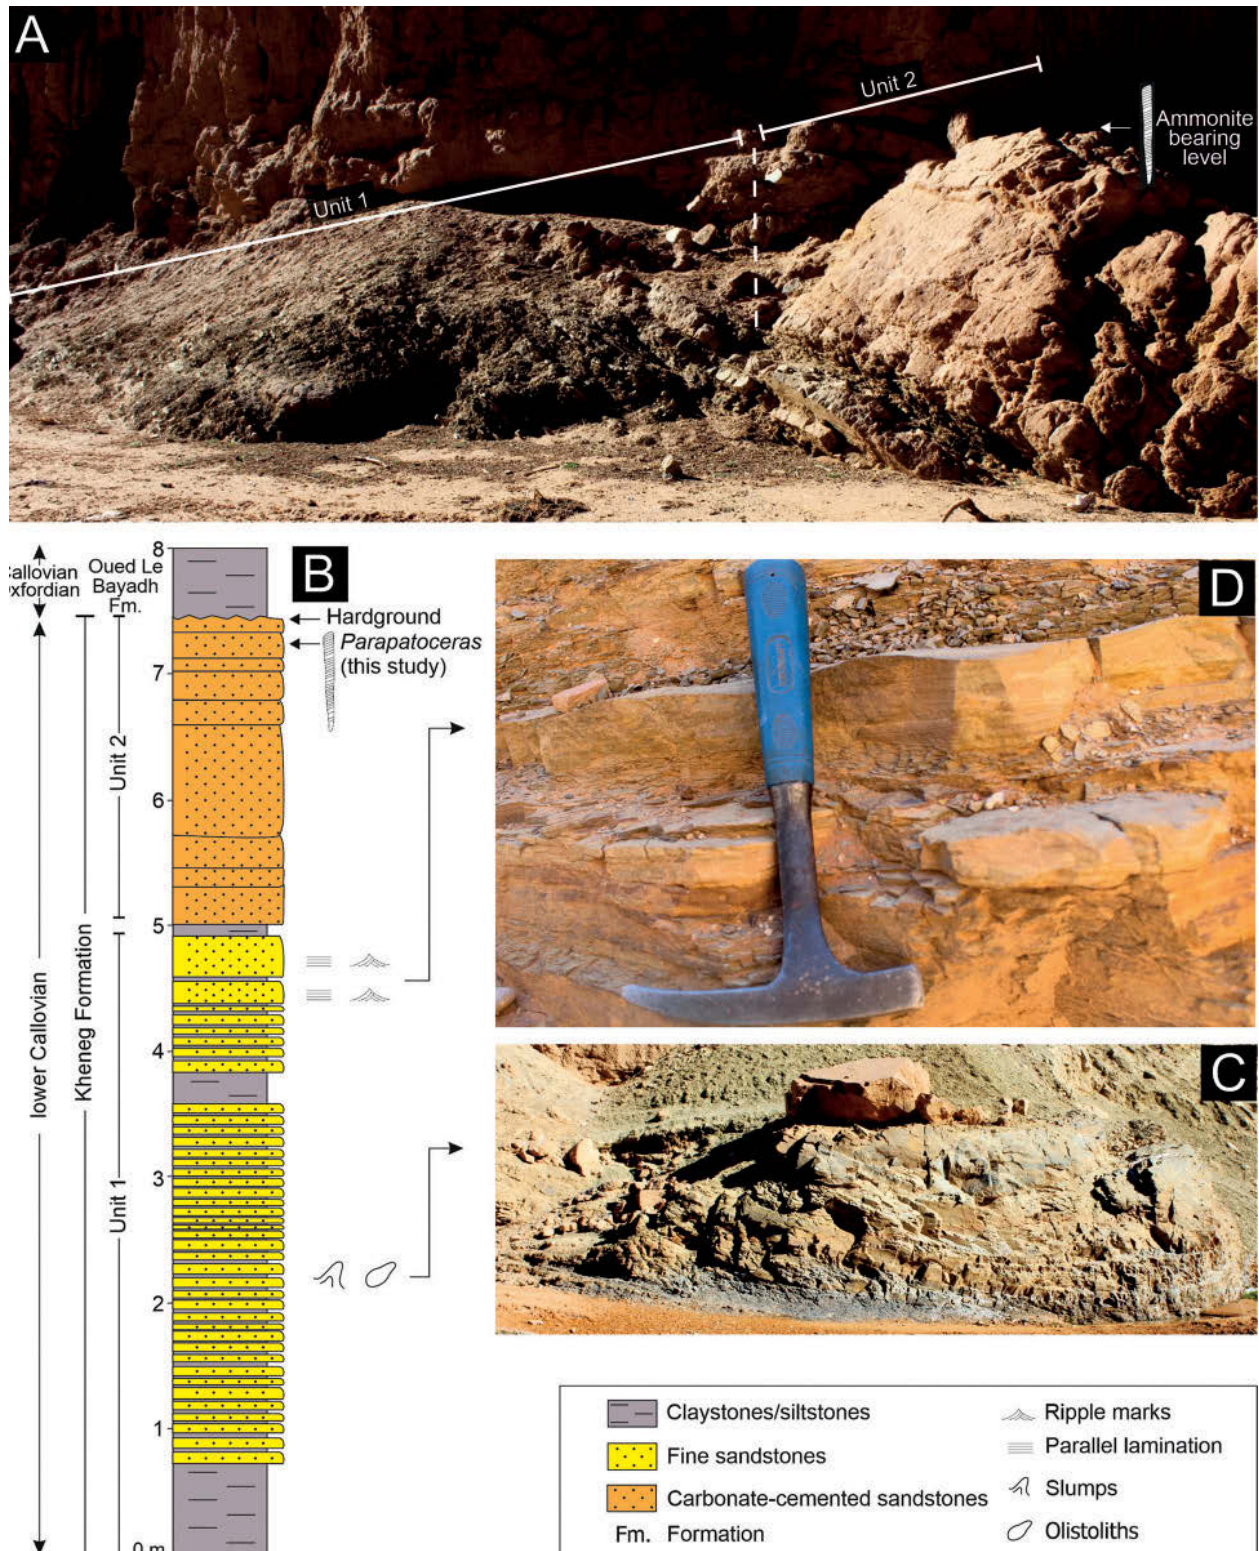 A
Unit 1
Unit 2
Ammonite
bearing
level
B
8
Oued Le
Bayadh
Fm.
Hardground
Parapatoceras
(this study)
7
6
5
4
3
2
1
0 m
Unit 2
Unit 1
Kheneg Formation
lower Callovian
D
C
Claystones/siltstones
Fine sandstones
Carbonate-cemented sandstones
Fm. Formation
Ripple marks
Parallel lamination
Slumps
Olistoliths